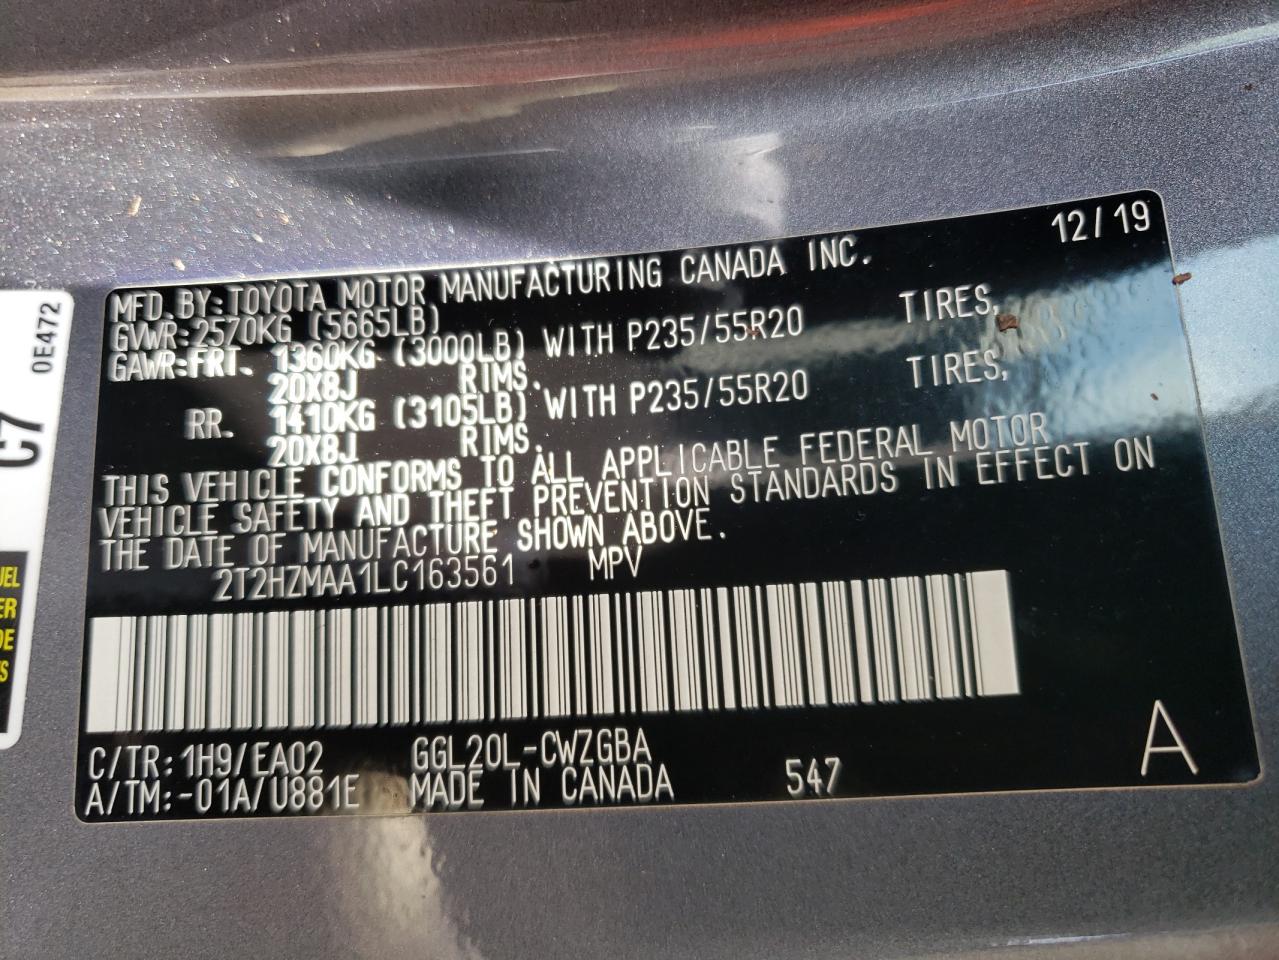 12/19
MFD.BY:TOYOTA MOTOR MANUFACTURING CANADA INC.
GVWR:2570KG (5665LB)
GAWR:FRT. 1360KG (3000LB) WITH P235/55R20 TIRES,
20X8J RIMS.
RR. 1410KG (3105LB) WITH P235/55R20 TIRES,
20X8J RIMS.
THIS VEHICLE CONFORMS TO ALL APPLICABLE FEDERAL MOTOR
VEHICLE SAFETY AND THEFT PREVENTION STANDARDS IN EFFECT ON
THE DATE OF MANUFACTURE SHOWN ABOVE.
2T2HZMAA1LC163561 MPV
C/TR:1H9/EA02 GGL20L-CWZGBA
A/TM:-01A/U881E MADE IN CANADA 547
A
0E472
C7